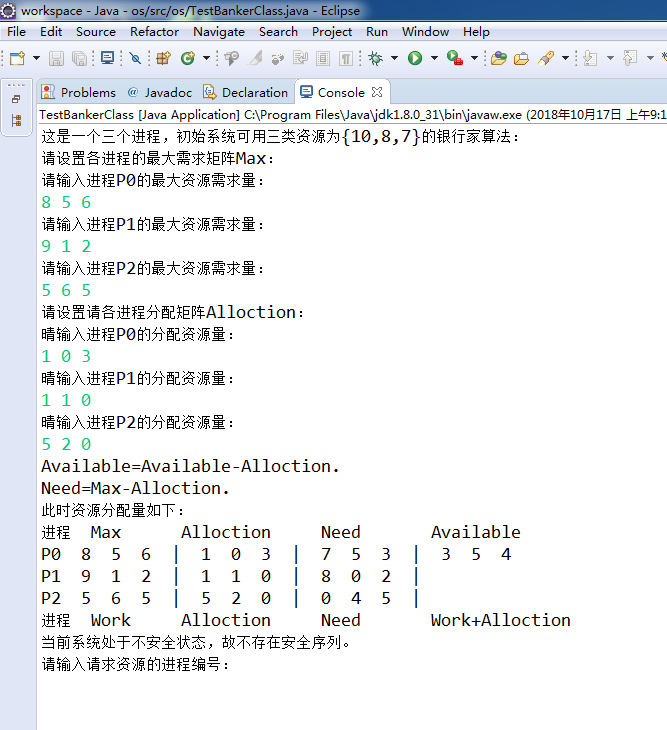 workspace - Java - os/src/os/TestBankerClass.java - Eclipse
File Edit Source Refactor Navigate Search Project Run Window Help
Problems @ Javadoc Declaration Console
TestBankerClass [Java Application] C:\Program Files\Java\jdk1.8.0_31\bin\javaw.exe (2018年10月17日 上午9:1
这是一个三个进程，初始系统可用三类资源为{10,8,7}的银行家算法：
请设置各进程的最大需求矩阵Max：
请输入进程P0的最大资源需求量：
8 5 6
请输入进程P1的最大资源需求量：
9 1 2
请输入进程P2的最大资源需求量：
5 6 5
请设置请各进程分配矩阵Alloction：
晴输入进程P0的分配资源量：
1 0 3
晴输入进程P1的分配资源量：
1 1 0
晴输入进程P2的分配资源量：
5 2 0
Available=Available-Alloction.
Need=Max-Alloction.
此时资源分配量如下：
进程 Max Alloction Need Available
P0 8 5 6 | 1 0 3 | 7 5 3 | 3 5 4
P1 9 1 2 | 1 1 0 | 8 0 2 |
P2 5 6 5 | 5 2 0 | 0 4 5 |
进程 Work Alloction Need Work+Alloction
当前系统处于不安全状态，故不存在安全序列。
请输入请求资源的进程编号：